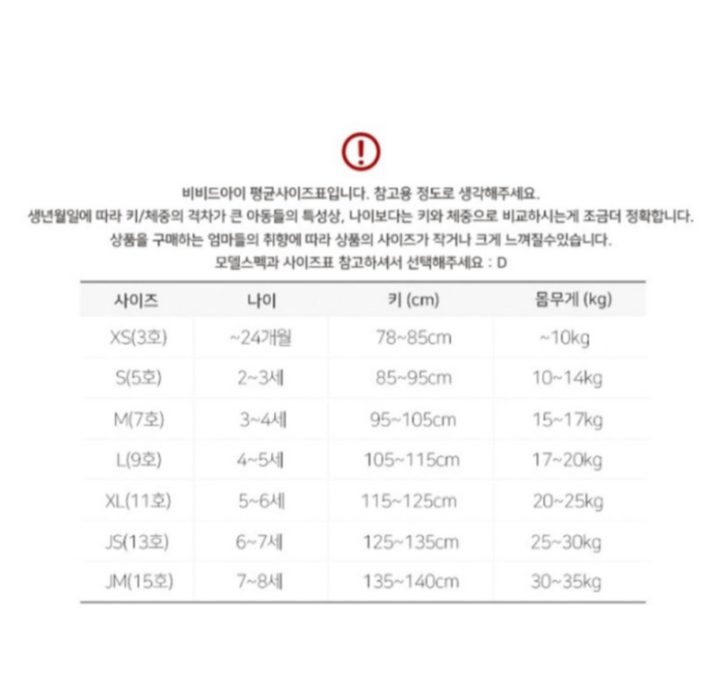 비비드아이 평균사이즈표입니다. 참고용 정도로 생각해주세요.
생년월일에 따라 키/체중의 격차가 큰 아동들의 특성상, 나이보다는 키와 체중으로 비교하시는게 조금더 정확합니다.
상품을 구매하는 엄마들의 취향에 따라 상품의 사이즈가 작거나 크게 느껴질수있습니다.
모델스펙과 사이즈표 참고하셔서 선택해주세요 : D
사이즈 나이 키 (cm) 몸무게 (kg)
XS(3호) ~24개월 78~85cm ~10kg
S(5호) 2~3세 85~95cm 10~14kg
M(7호) 3~4세 95~105cm 15~17kg
L(9호) 4~5세 105~115cm 17~20kg
XL(11호) 5~6세 115~125cm 20~25kg
JS(13호) 6~7세 125~135cm 25~30kg
JM(15호) 7~8세 135~140cm 30~35kg